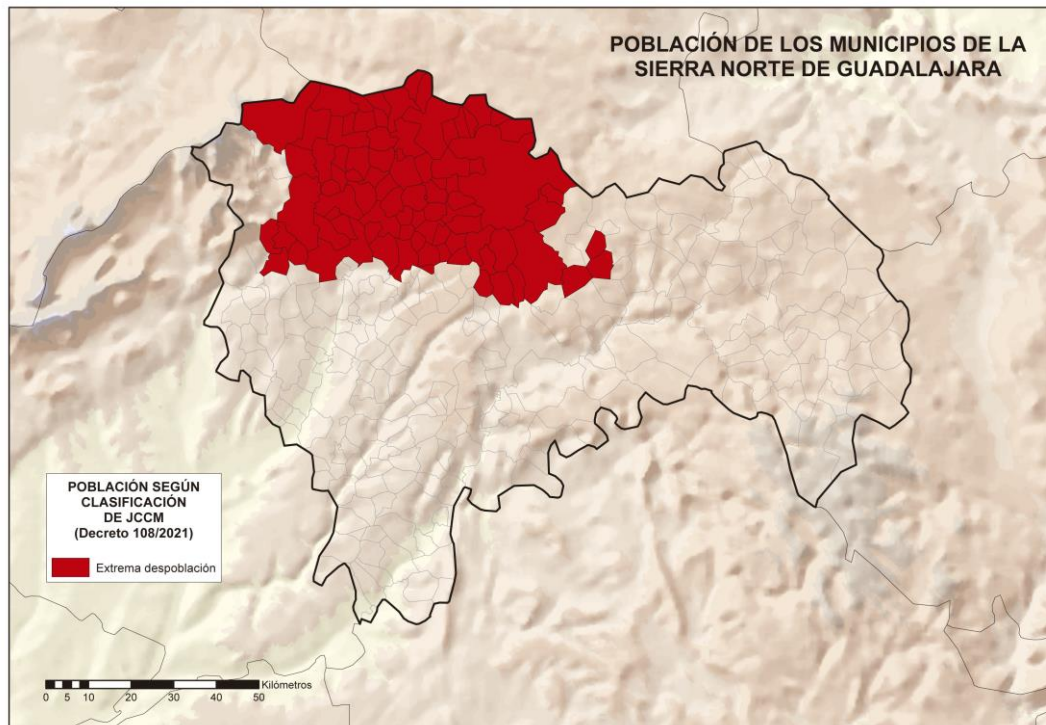 POBLACIÓN DE LOS MUNICIPIOS DE LA
SIERRA NORTE DE GUADALAJARA
POBLACIÓN SEGÚN
CLASIFICACIÓN
DE JCCM
(Decreto 108/2021)
Extrema despoblación
Kilómetros
0 5 10 20 30 40 50